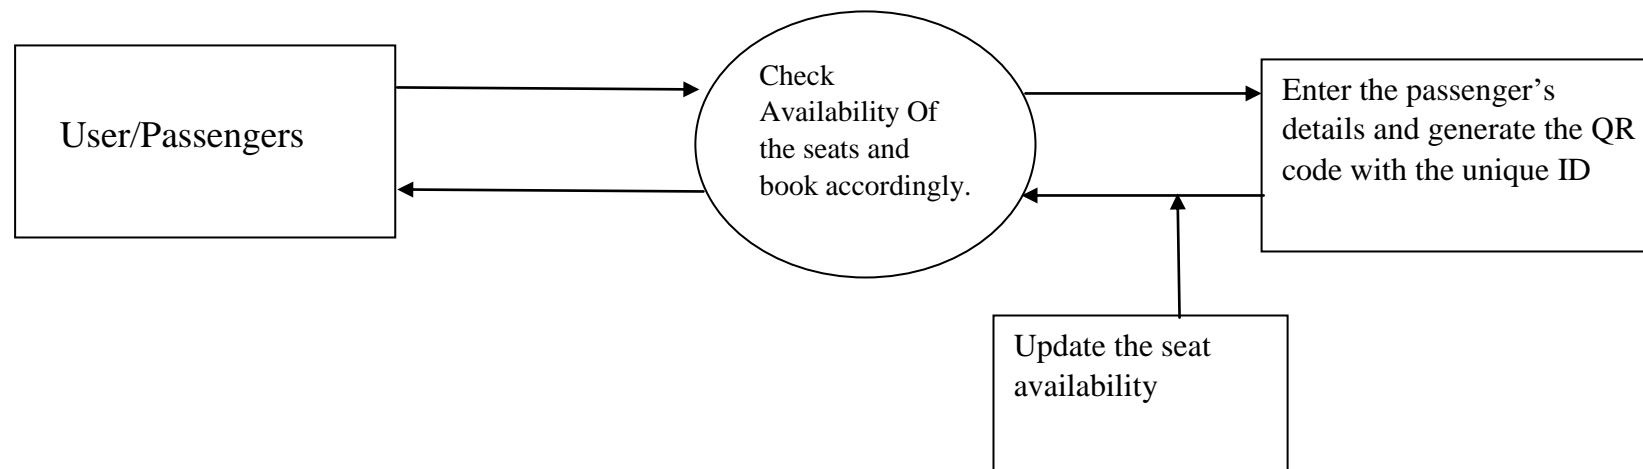 User/Passengers
Check
Availability Of
the seats and
book accordingly.
Enter the passenger’s
details and generate the QR
code with the unique ID
Update the seat
availability